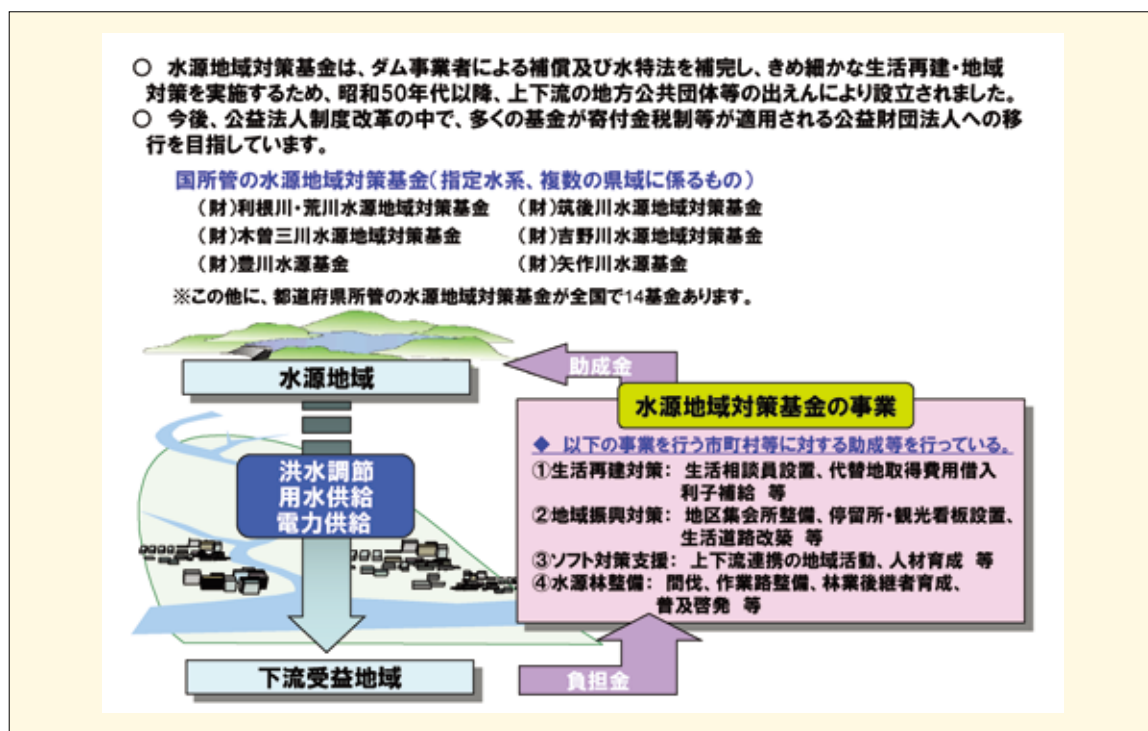 ○ 水源地域対策基金は、ダム事業者による補償及び水特法を補完し、きめ細かな生活再建・地域
対策を実施するため、昭和50年代以降、上下流の地方公共団体等の出えんにより設立されました。
○ 今後、公益法人制度改革の中で、多くの基金が寄付金税制等が適用される公益財団法人への移
行を目指しています。
国所管の水源地域対策基金（指定水系、複数の県域に係るもの）
（財）利根川・荒川水源地域対策基金 （財）筑後川水源地域対策基金
（財）木曽三川水源地域対策基金 （財）吉野川水源地域対策基金
（財）豊川水源基金 （財）矢作川水源基金
※この他に、都道府県所管の水源地域対策基金が全国で14基金あります。
水源地域
助成金
洪水調節
用水供給
電力供給
下流受益地域
負担金
水源地域対策基金の事業
◆ 以下の事業を行う市町村等に対する助成等を行っている。
①生活再建対策： 生活相談員設置、代替地取得費用借入
利子補給 等
②地域振興対策： 地区集会所整備、停留所・観光看板設置、
生活道路改築 等
③ソフト対策支援： 上下流連携の地域活動、人材育成 等
④水源林整備： 間伐、作業路整備、林業後継者育成、
普及啓発 等